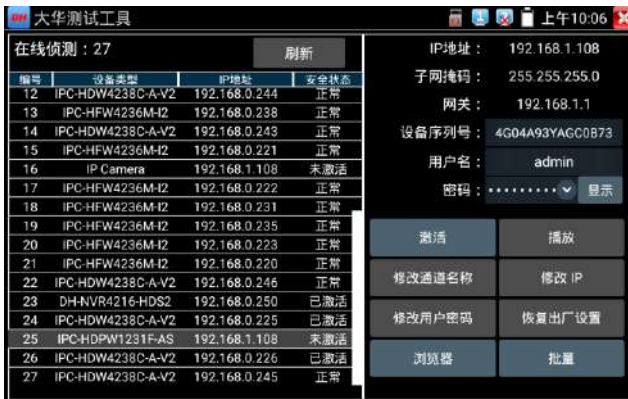 DH 大华测试工具
上午10:06
在线侦测：27
刷新
编号 设备类型 IP地址 安全状态
12 IPC-HDW4238C-A-V2 192.168.0.244 正常
13 IPC-HFW4236M-I2 192.168.0.238 正常
14 IPC-HDW4238C-A-V2 192.168.0.243 正常
15 IPC-HFW4236M-I2 192.168.0.221 正常
16 IP Camera 192.168.1.108 未激活
17 IPC-HFW4236M-I2 192.168.0.222 正常
18 IPC-HFW4236M-I2 192.168.0.231 正常
19 IPC-HFW4236M-I2 192.168.0.235 正常
20 IPC-HFW4236M-I2 192.168.0.223 正常
21 IPC-HFW4236M-I2 192.168.0.220 正常
22 IPC-HDW4238C-A-V2 192.168.0.246 正常
23 DH-NVR4216-HDS2 192.168.0.250 已激活
24 IPC-HDW4238C-A-V2 192.168.0.225 已激活
25 IPC-HDPW1231F-AS 192.168.1.108 未激活
26 IPC-HDW4238C-A-V2 192.168.0.226 已激活
27 IPC-HDW4238C-A-V2 192.168.0.245 正常
IP地址： 192.168.1.108
子网掩码： 255.255.255.0
网关： 192.168.1.1
设备序列号： 4G04A93YAGC0B73
用户名： admin
密码： ••••••••• 显示
激活 播放
修改通道名称 修改 IP
修改用户密码 恢复出厂设置
浏览器 批量